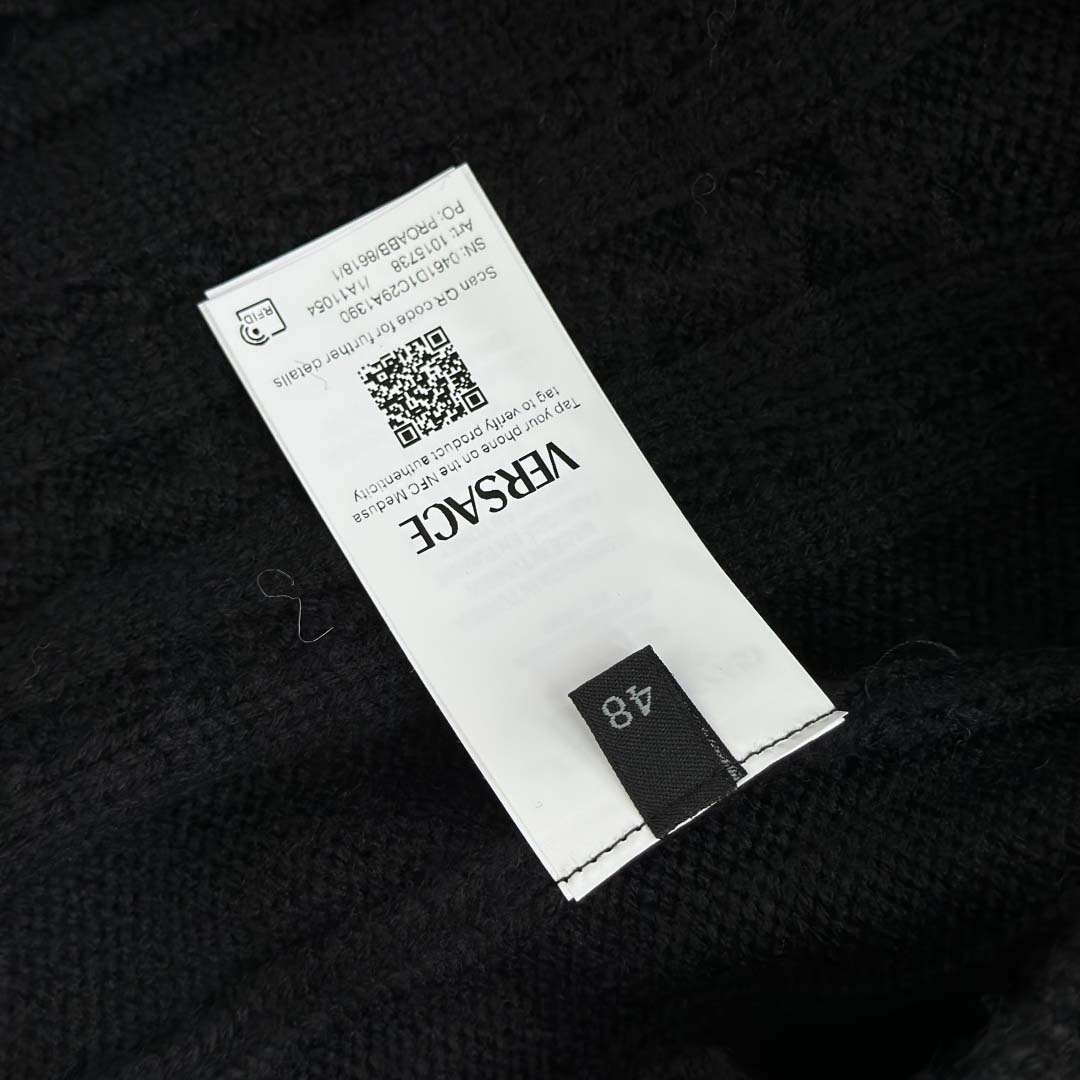 VERSACE
Tap your phone on the NFC Medusa
tag to verify product authenticity
Scan QR code for further details
SN: 0461D1C29A1390
Art: 1015738 /1A11054
PO: PROABB/8618/1
RFID
48